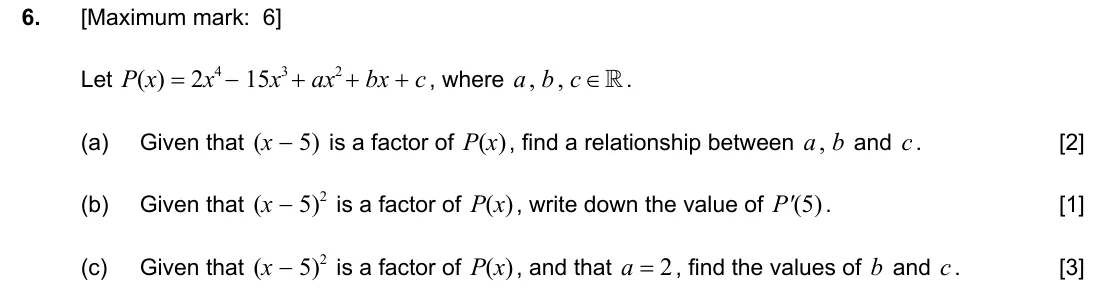 6. [Maximum mark: 6]
Let P(x) = 2x⁴ − 15x³ + ax² + bx + c, where a, b, c ∈ ℝ.
(a) Given that (x − 5) is a factor of P(x), find a relationship between a, b and c. [2]
(b) Given that (x − 5)² is a factor of P(x), write down the value of P′(5). [1]
(c) Given that (x − 5)² is a factor of P(x), and that a = 2, find the values of b and c. [3]